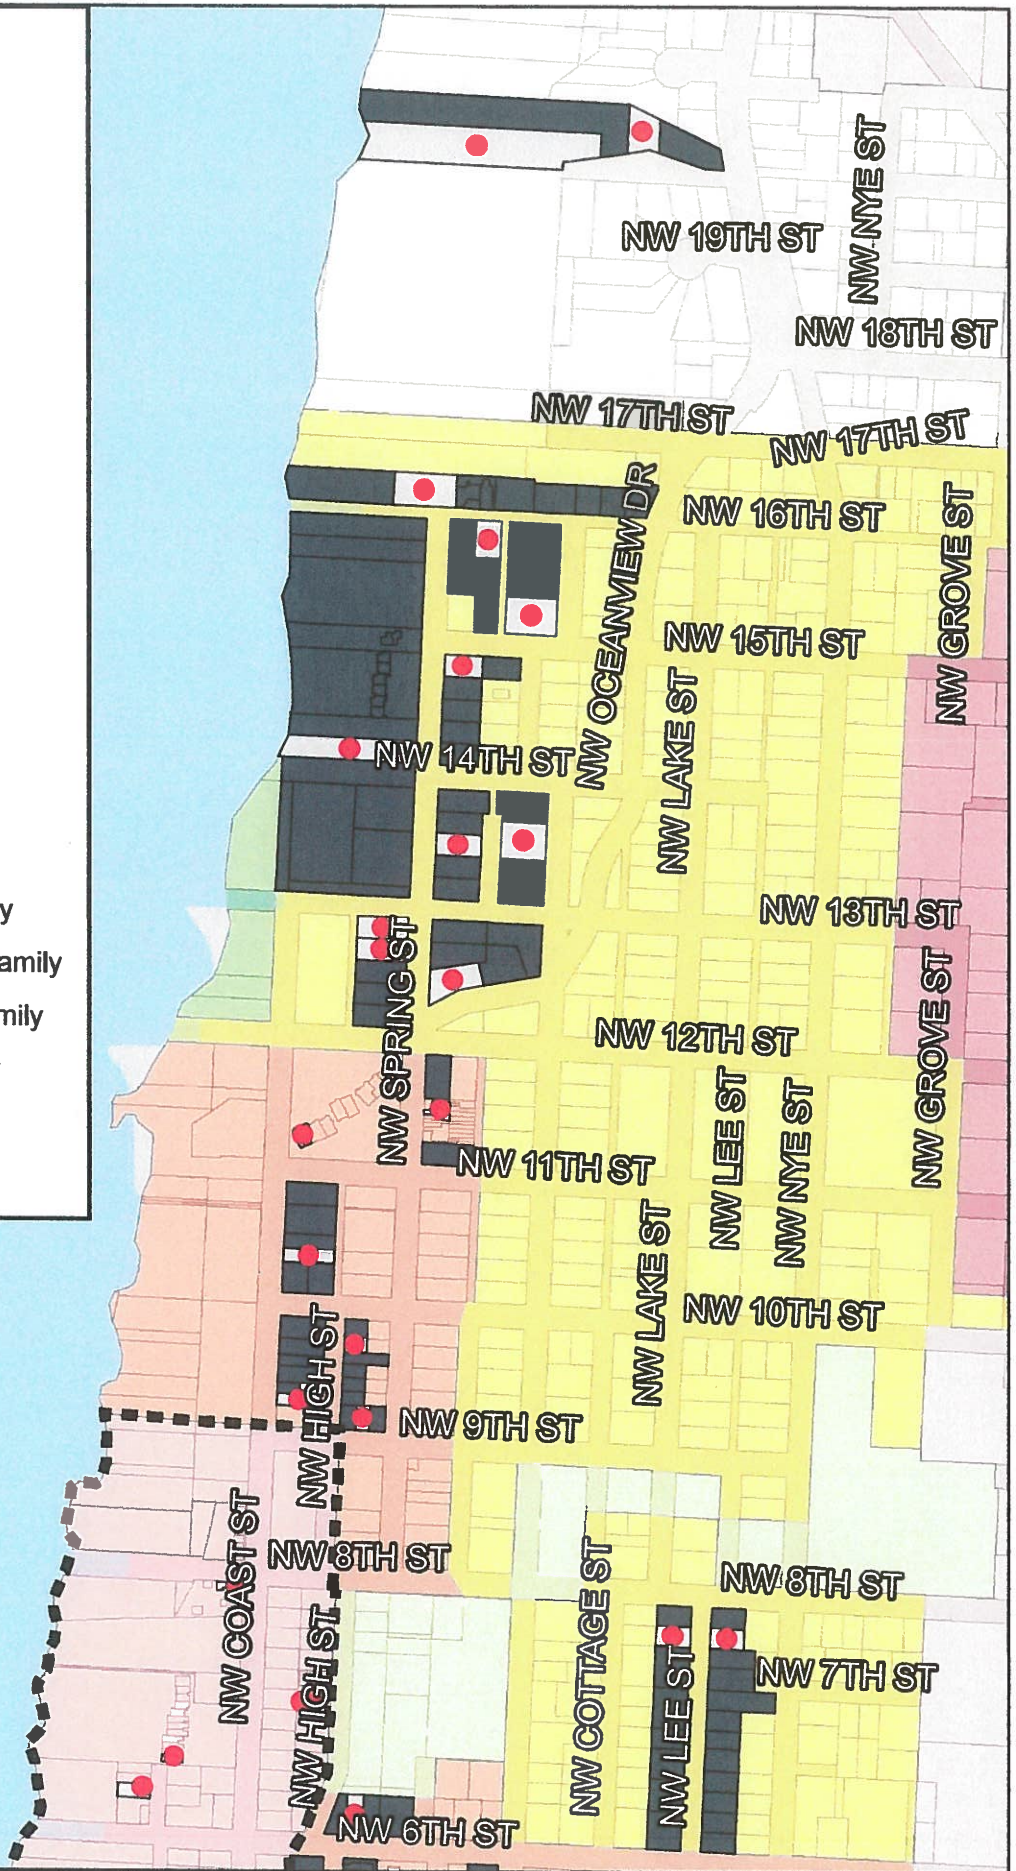 NW NYE ST
NW 19TH ST
NW 18TH ST
NW 17TH ST
NW 17TH ST
NW OCEANVIEW DR
NW 16TH ST
NW GROVE ST
NW 15TH ST
NW LAKE ST
NW 14TH ST
y
amily
mily
NW 13TH ST
NW SPRING ST
NW GROVE ST
NW 12TH ST
NW LEE ST
NW NYE ST
NW 11TH ST
NW LAKE ST
NW 10TH ST
NW HIGH ST
NW 9TH ST
NW COAST ST
NW 8TH ST
NW COTTAGE ST
NW 8TH ST
NW HIGH ST
NW LEE ST
NW 7TH ST
NW 6TH ST